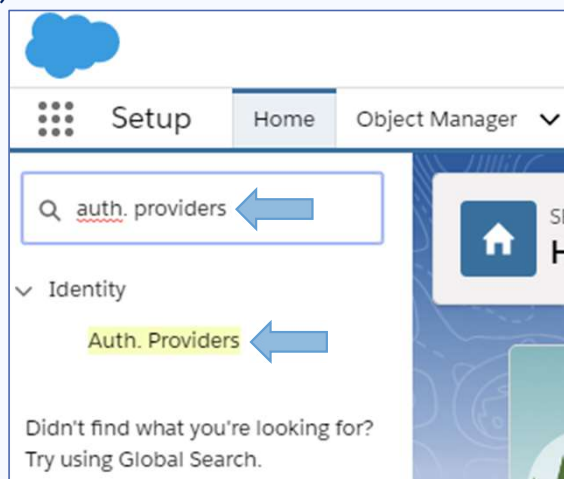 Setup
Home
Object Manager
auth. providers
Identity
Auth. Providers
Didn't find what you're looking for?
Try using Global Search.